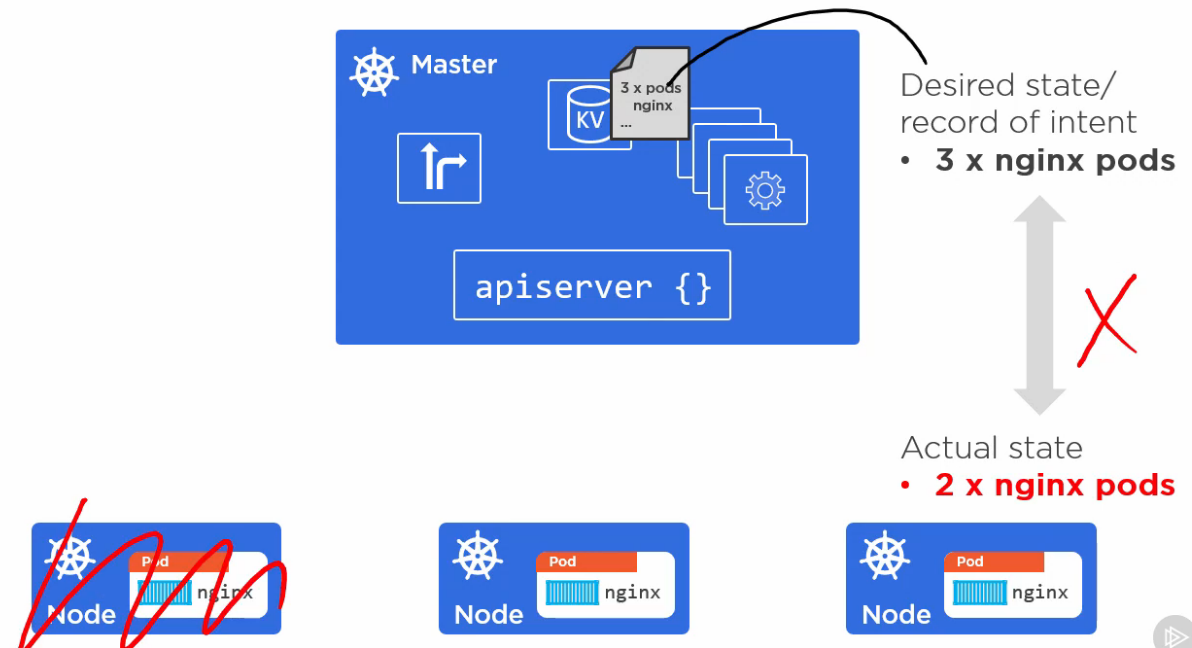 Master
KV
3 x pods
nginx
...
apiserver {}
Desired state/
record of intent
• 3 x nginx pods
Actual state
• 2 x nginx pods
Pod
nginx
Node
Pod
nginx
Node
Pod
nginx
Node